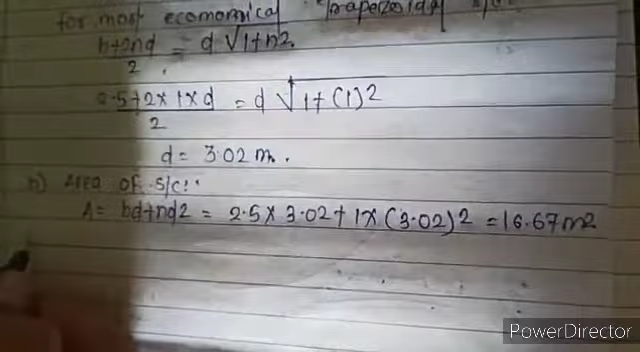 for most economical Trapezoidal
b+2nd/2 = d√1+n2
2.5+2×1×d/2 = d√1+(1)2
d = 3.02 m.
b) Area OF S/C:
A = bd+nd2 = 2.5×3.02+1×(3.02)2 = 16.67m2
PowerDirector